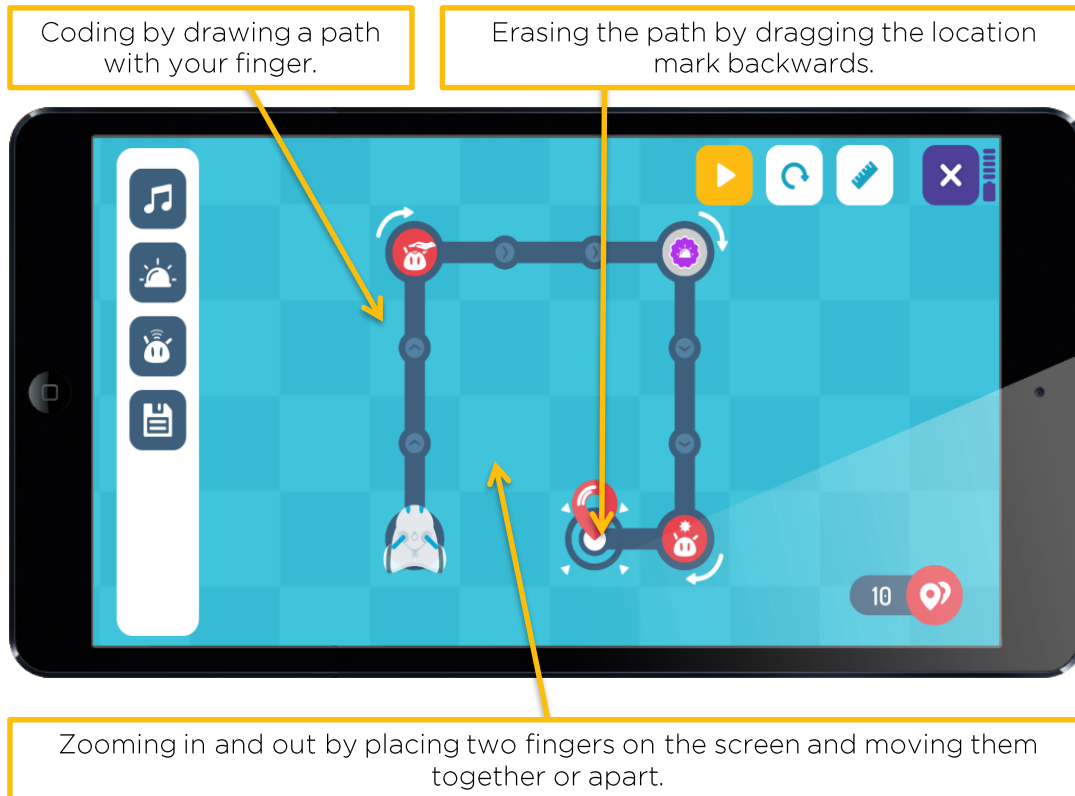 Coding by drawing a path
with your finger.
Erasing the path by dragging the location
mark backwards.
10
Zooming in and out by placing two fingers on the screen and moving them
together or apart.